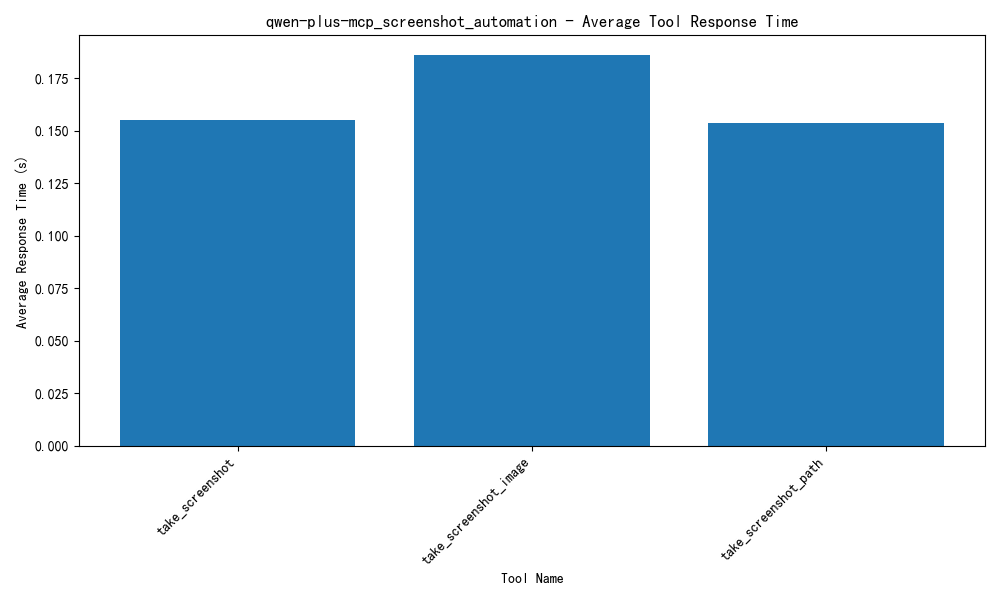 qwen-plus-mcp_screenshot_automation - Average Tool Response Time
Average Response Time (s)
0.175
0.150
0.125
0.100
0.075
0.050
0.025
0.000
take_screenshot
take_screenshot_image
take_screenshot_path
Tool Name